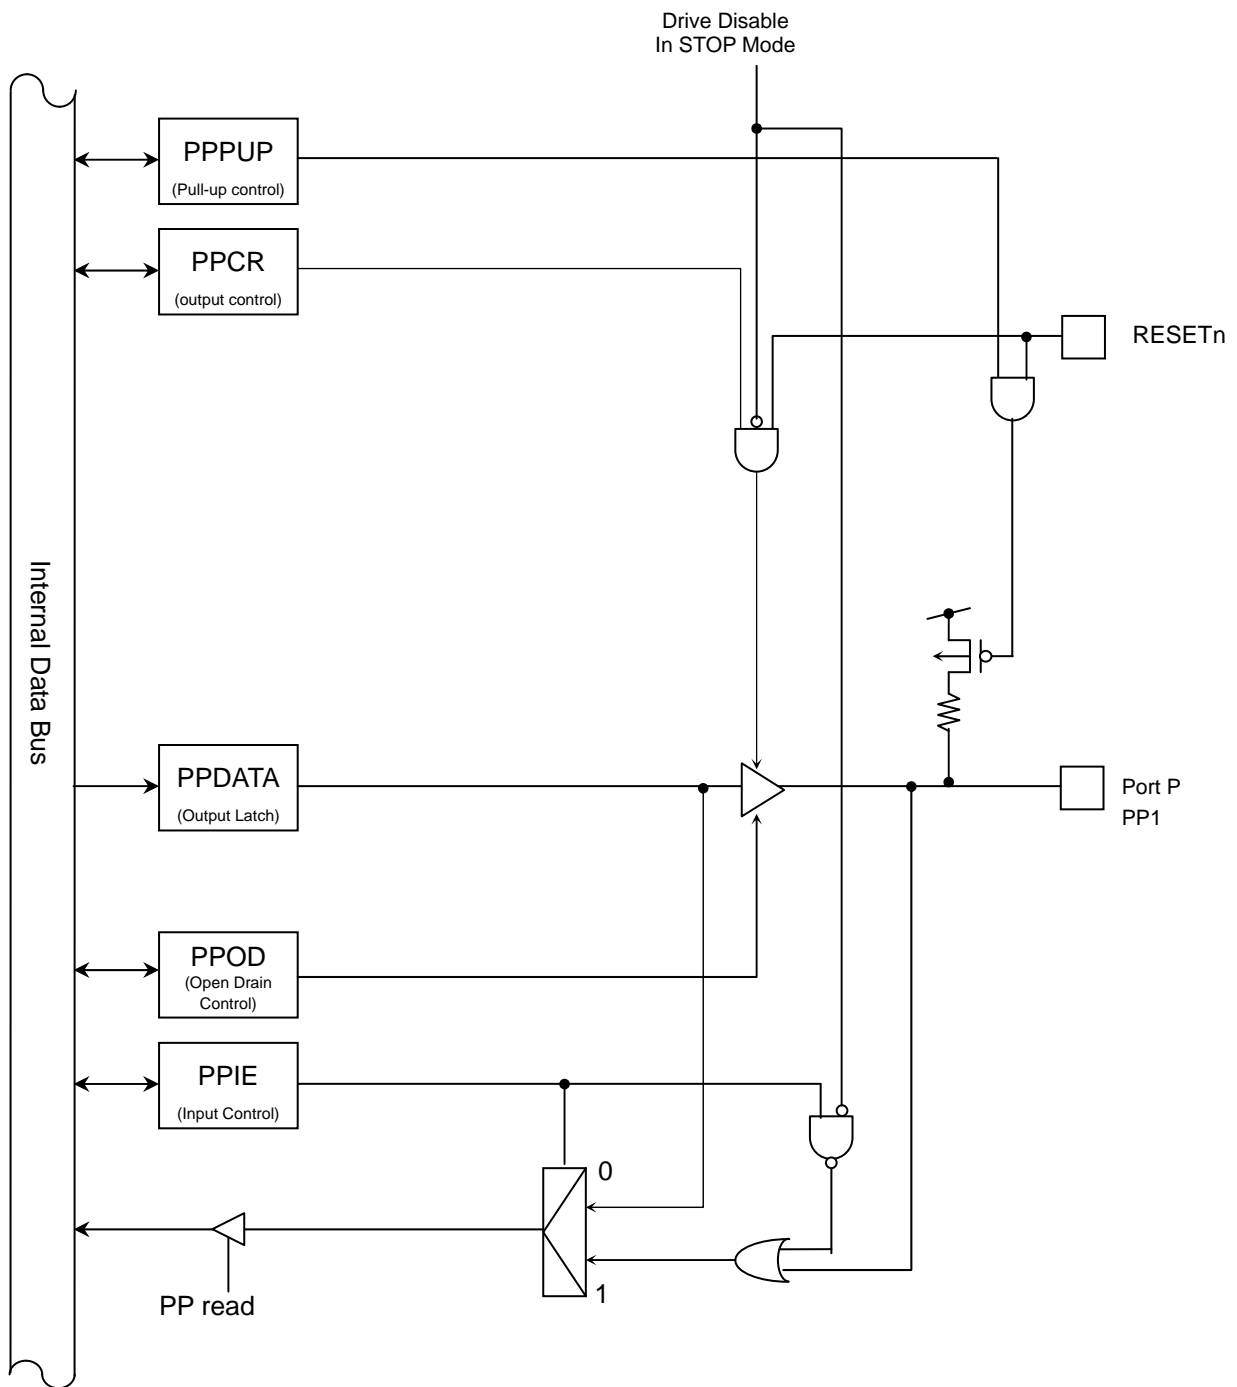 Drive Disable
In STOP Mode
PPPUP
(Pull-up control)
PPCR
(output control)
RESETn
Internal Data Bus
PPDATA
(Output Latch)
Port P
PP1
PPOD
(Open Drain
Control)
PPIE
(Input Control)
0
1
PP read